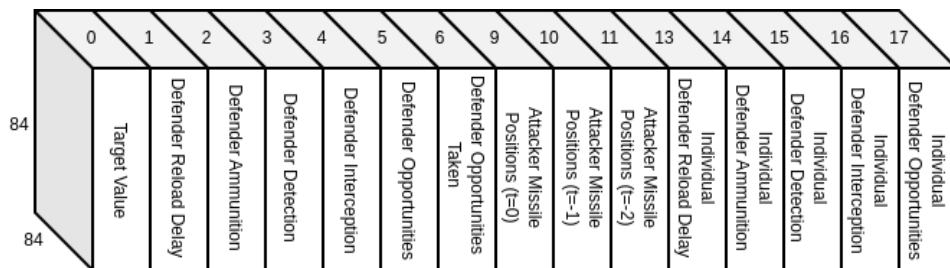 0 1 2 3 4 5 6 9 10 11 13 14 15 16 17
84
84
Target Value
Defender Reload Delay
Defender Ammunition
Defender Detection
Defender Interception
Defender Opportunities
Defender Opportunities
Taken
Attacker Missile
Positions (t=0)
Attacker Missile
Positions (t=-1)
Attacker Missile
Positions (t=-2)
Individual
Defender Reload Delay
Individual
Defender Ammunition
Individual
Defender Detection
Individual
Defender Interception
Individual
Defender Opportunities